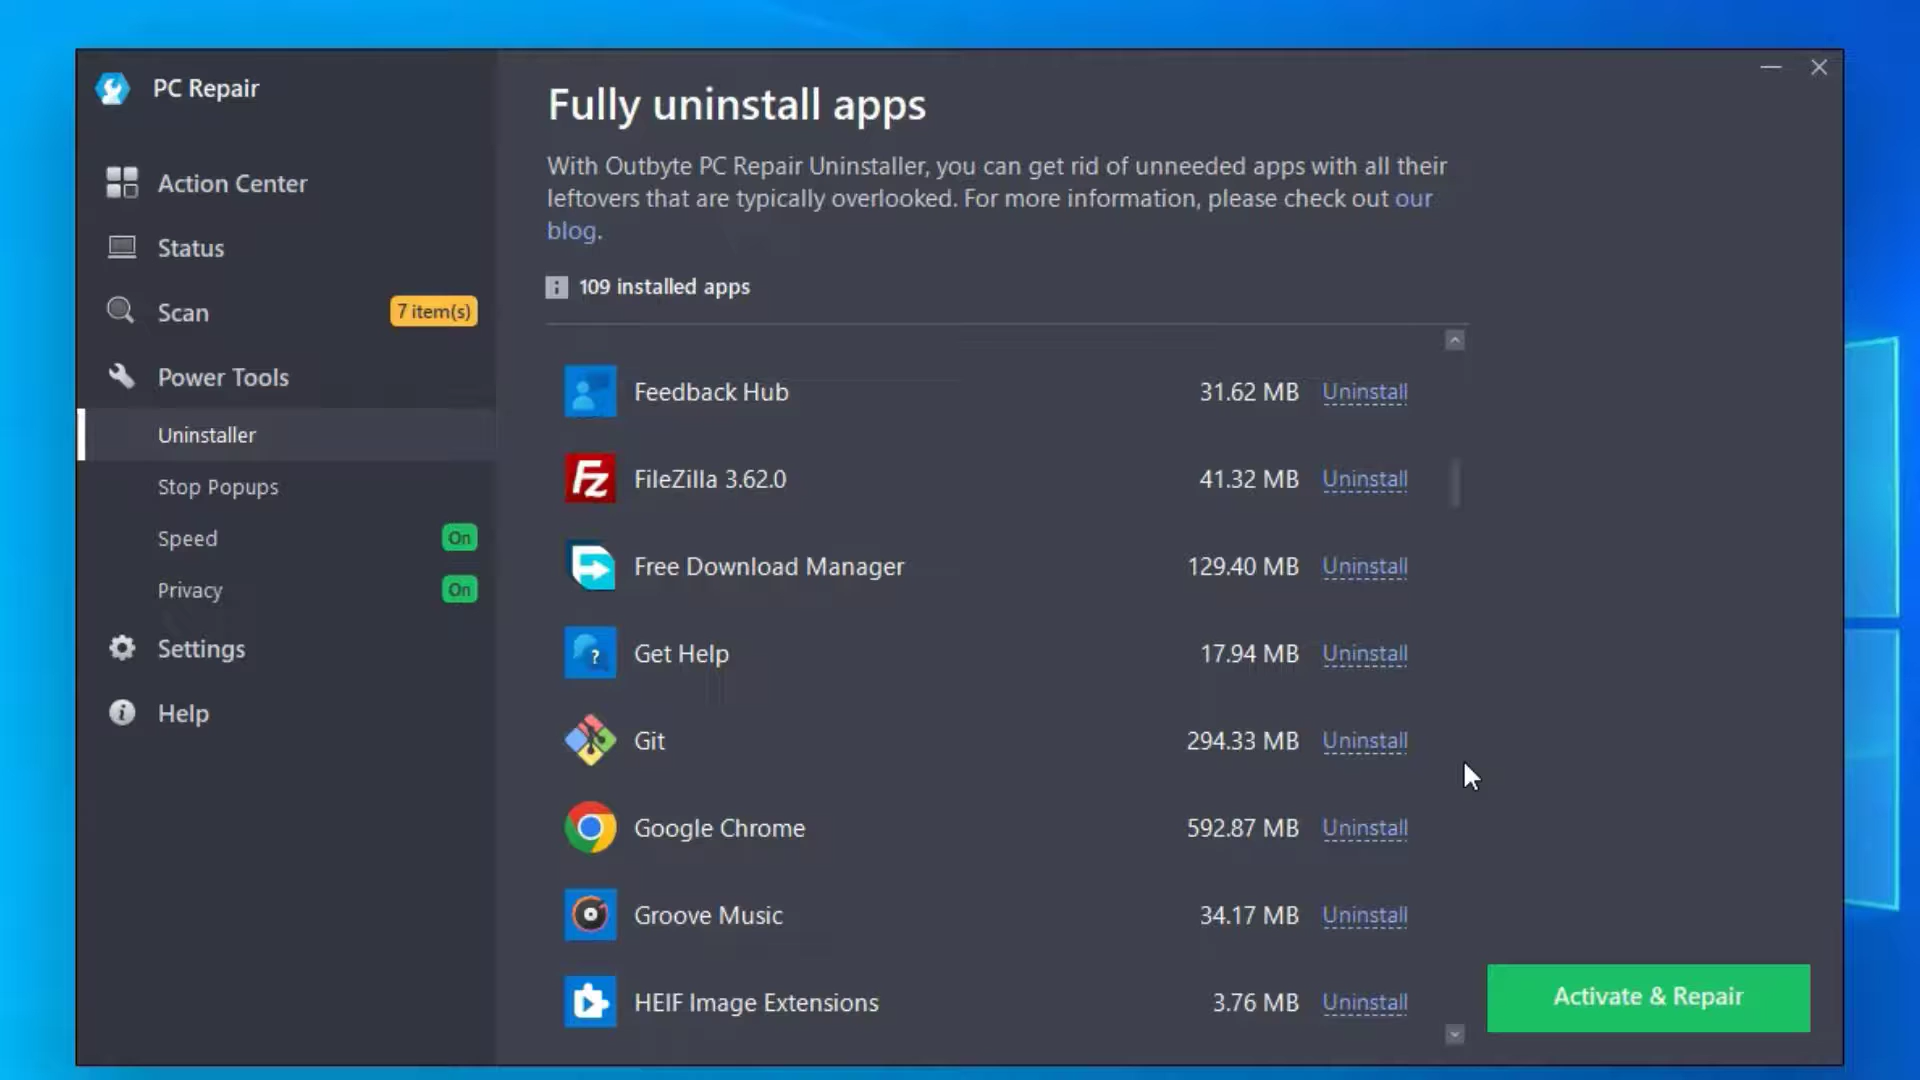 PC Repair
Action Center
Status
Scan
7 item(s)
Power Tools
Uninstaller
Stop Popups
Speed
On
Privacy
On
Settings
Help
Fully uninstall apps
With Outbyte PC Repair Uninstaller, you can get rid of unneeded apps with all their
leftovers that are typically overlooked. For more information, please check out our
blog.
109 installed apps
Feedback Hub 31.62 MB Uninstall
FileZilla 3.62.0 41.32 MB Uninstall
Free Download Manager 129.40 MB Uninstall
Get Help 17.94 MB Uninstall
Git 294.33 MB Uninstall
Google Chrome 592.87 MB Uninstall
Groove Music 34.17 MB Uninstall
HEIF Image Extensions 3.76 MB Uninstall
Activate & Repair